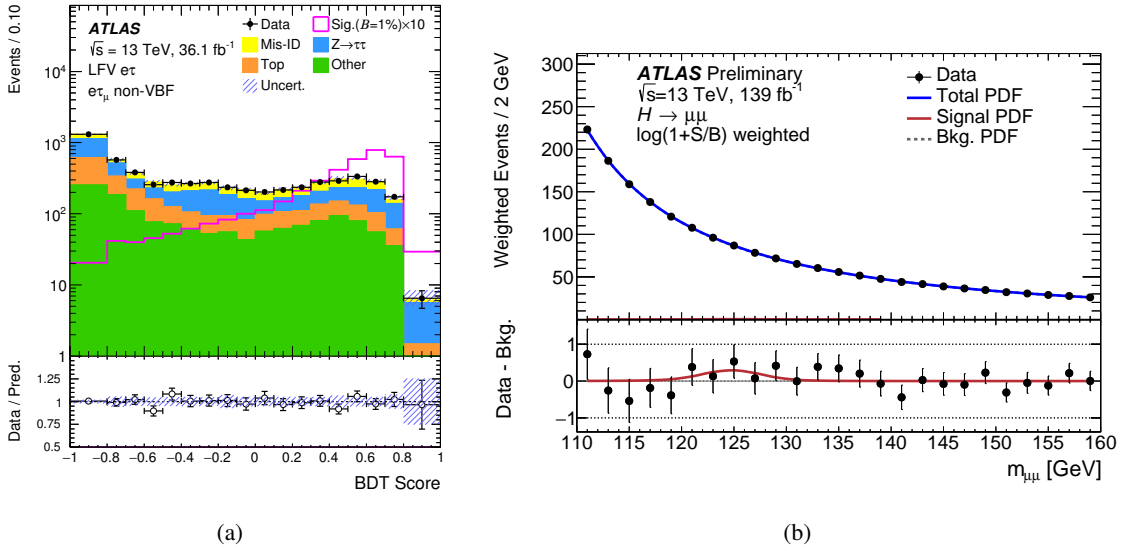 Events / 0.10
ATLAS
√s = 13 TeV, 36.1 fb⁻¹
LFV eτ
eτμ non-VBF
Data
Sig.(B=1%)×10
Mis-ID
Z→ττ
Top
Other
Uncert.
10⁴
10³
10²
10
1
Data / Pred.
1.25
1
0.75
0.5
−1 −0.8 −0.6 −0.4 −0.2 0 0.2 0.4 0.6 0.8 1
BDT Score
(a)
Weighted Events / 2 GeV
ATLAS Preliminary
√s=13 TeV, 139 fb⁻¹
H → μμ
log(1+S/B) weighted
Data
Total PDF
Signal PDF
Bkg. PDF
300
250
200
150
100
50
Data - Bkg.
1
0
−1
110 115 120 125 130 135 140 145 150 155 160
mμμ [GeV]
(b)